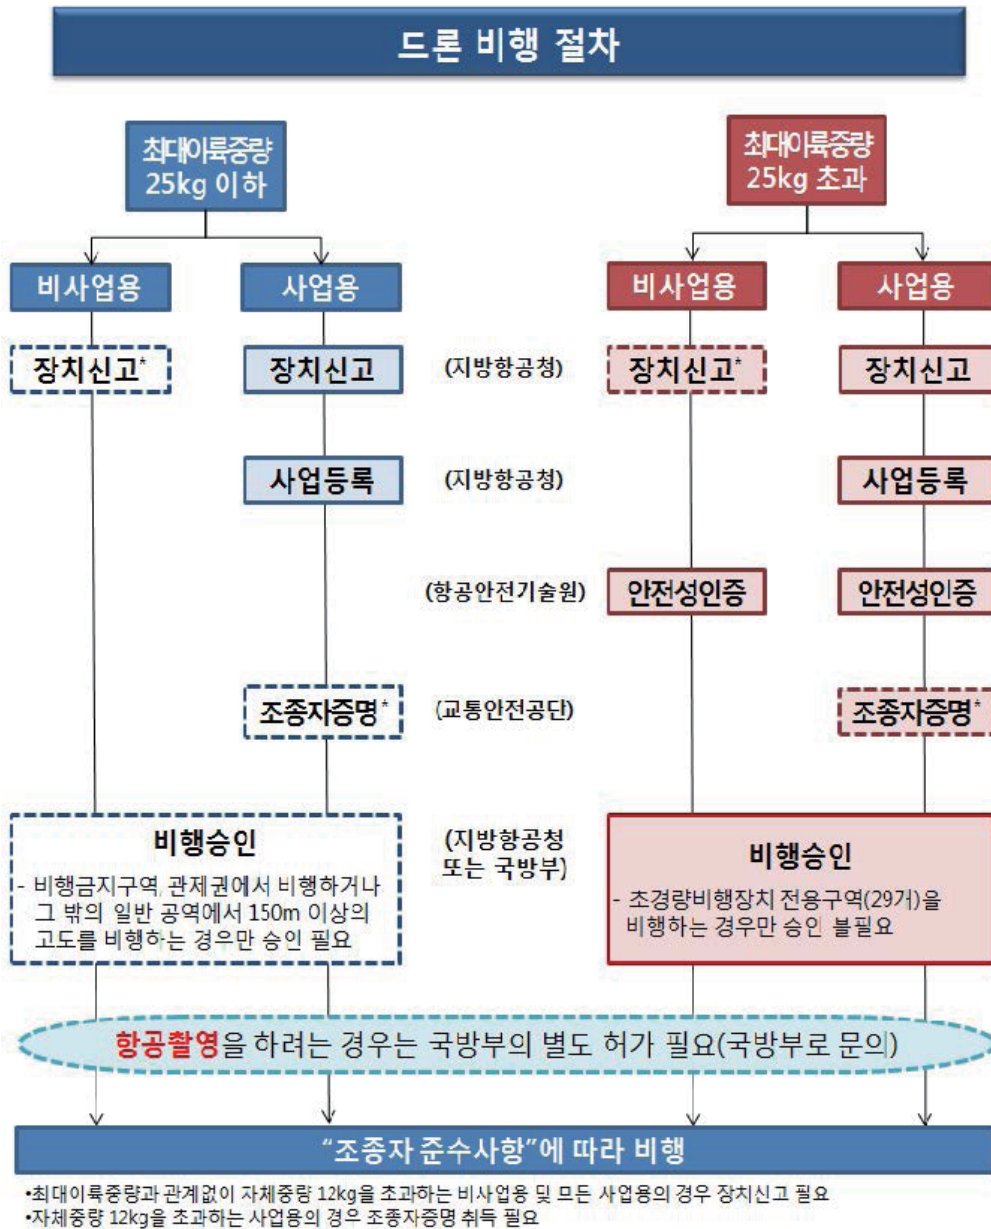 드론 비행 절차
최대이륙중량
25kg 이하
최대이륙중량
25kg 초과
비사업용
사업용
비사업용
사업용
장치신고*
장치신고
(지방항공청)
장치신고*
장치신고
사업등록
(지방항공청)
사업등록
(항공안전기술원)
안전성인증
안전성인증
조종자증명*
(교통안전공단)
조종자증명*
비행승인
- 비행금지구역, 관제권에서 비행하거나
그 밖의 일반 공역에서 150m 이상의
고도를 비행하는 경우만 승인 필요
(지방항공청
또는 국방부)
비행승인
- 초경량비행장치 전용구역(29개)을
비행하는 경우만 승인 불필요
항공촬영을 하려는 경우는 국방부의 별도 허가 필요(국방부로 문의)
“조종자 준수사항”에 따라 비행
•최대이륙중량과 관계없이 자체중량 12kg을 초과하는 비사업용 및 모든 사업용의 경우 장치신고 필요
•자체중량 12kg을 초과하는 사업용의 경우 조종자증명 취득 필요